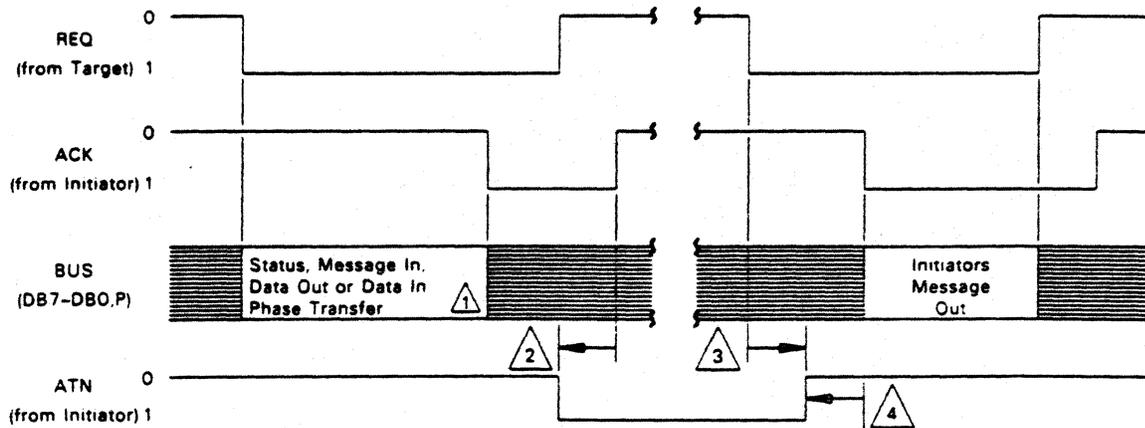 0
REQ
(from Target) 1
0
ACK
(from Initiator) 1
BUS
(DB7~DB0,P)
Status, Message In,
Data Out or Data In
Phase Transfer
1
Initiators
Message
Out
2
3
0
ATN
(from Initiator) 1
4